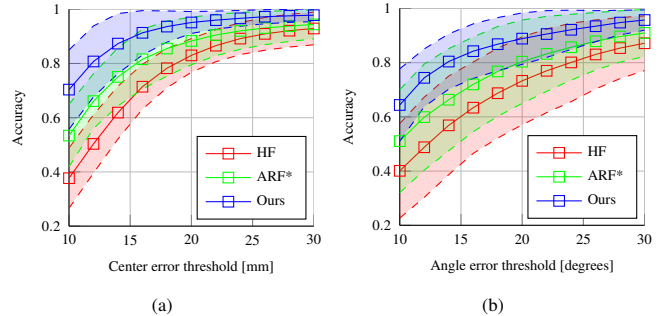 1
0.8
0.6
0.4
0.2
Accuracy
HF
ARF*
Ours
10 15 20 25 30
Center error threshold [mm]
(a)
1
0.8
0.6
0.4
0.2
Accuracy
HF
ARF*
Ours
10 15 20 25 30
Angle error threshold [degrees]
(b)